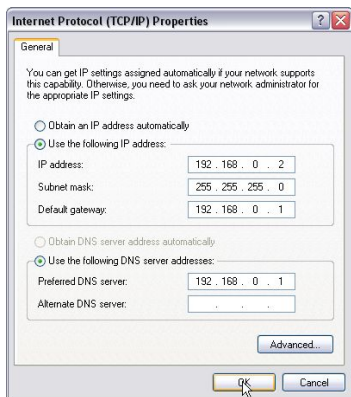 Internet Protocol (TCP/IP) Properties
General
You can get IP settings assigned automatically if your network supports
this capability. Otherwise, you need to ask your network administrator for
the appropriate IP settings.
Obtain an IP address automatically
Use the following IP address:
IP address: 192 . 168 . 0 . 2
Subnet mask: 255 . 255 . 255 . 0
Default gateway: 192 . 168 . 0 . 1
Obtain DNS server address automatically
Use the following DNS server addresses:
Preferred DNS server: 192 . 168 . 0 . 1
Alternate DNS server: . . .
Advanced...
OK Cancel